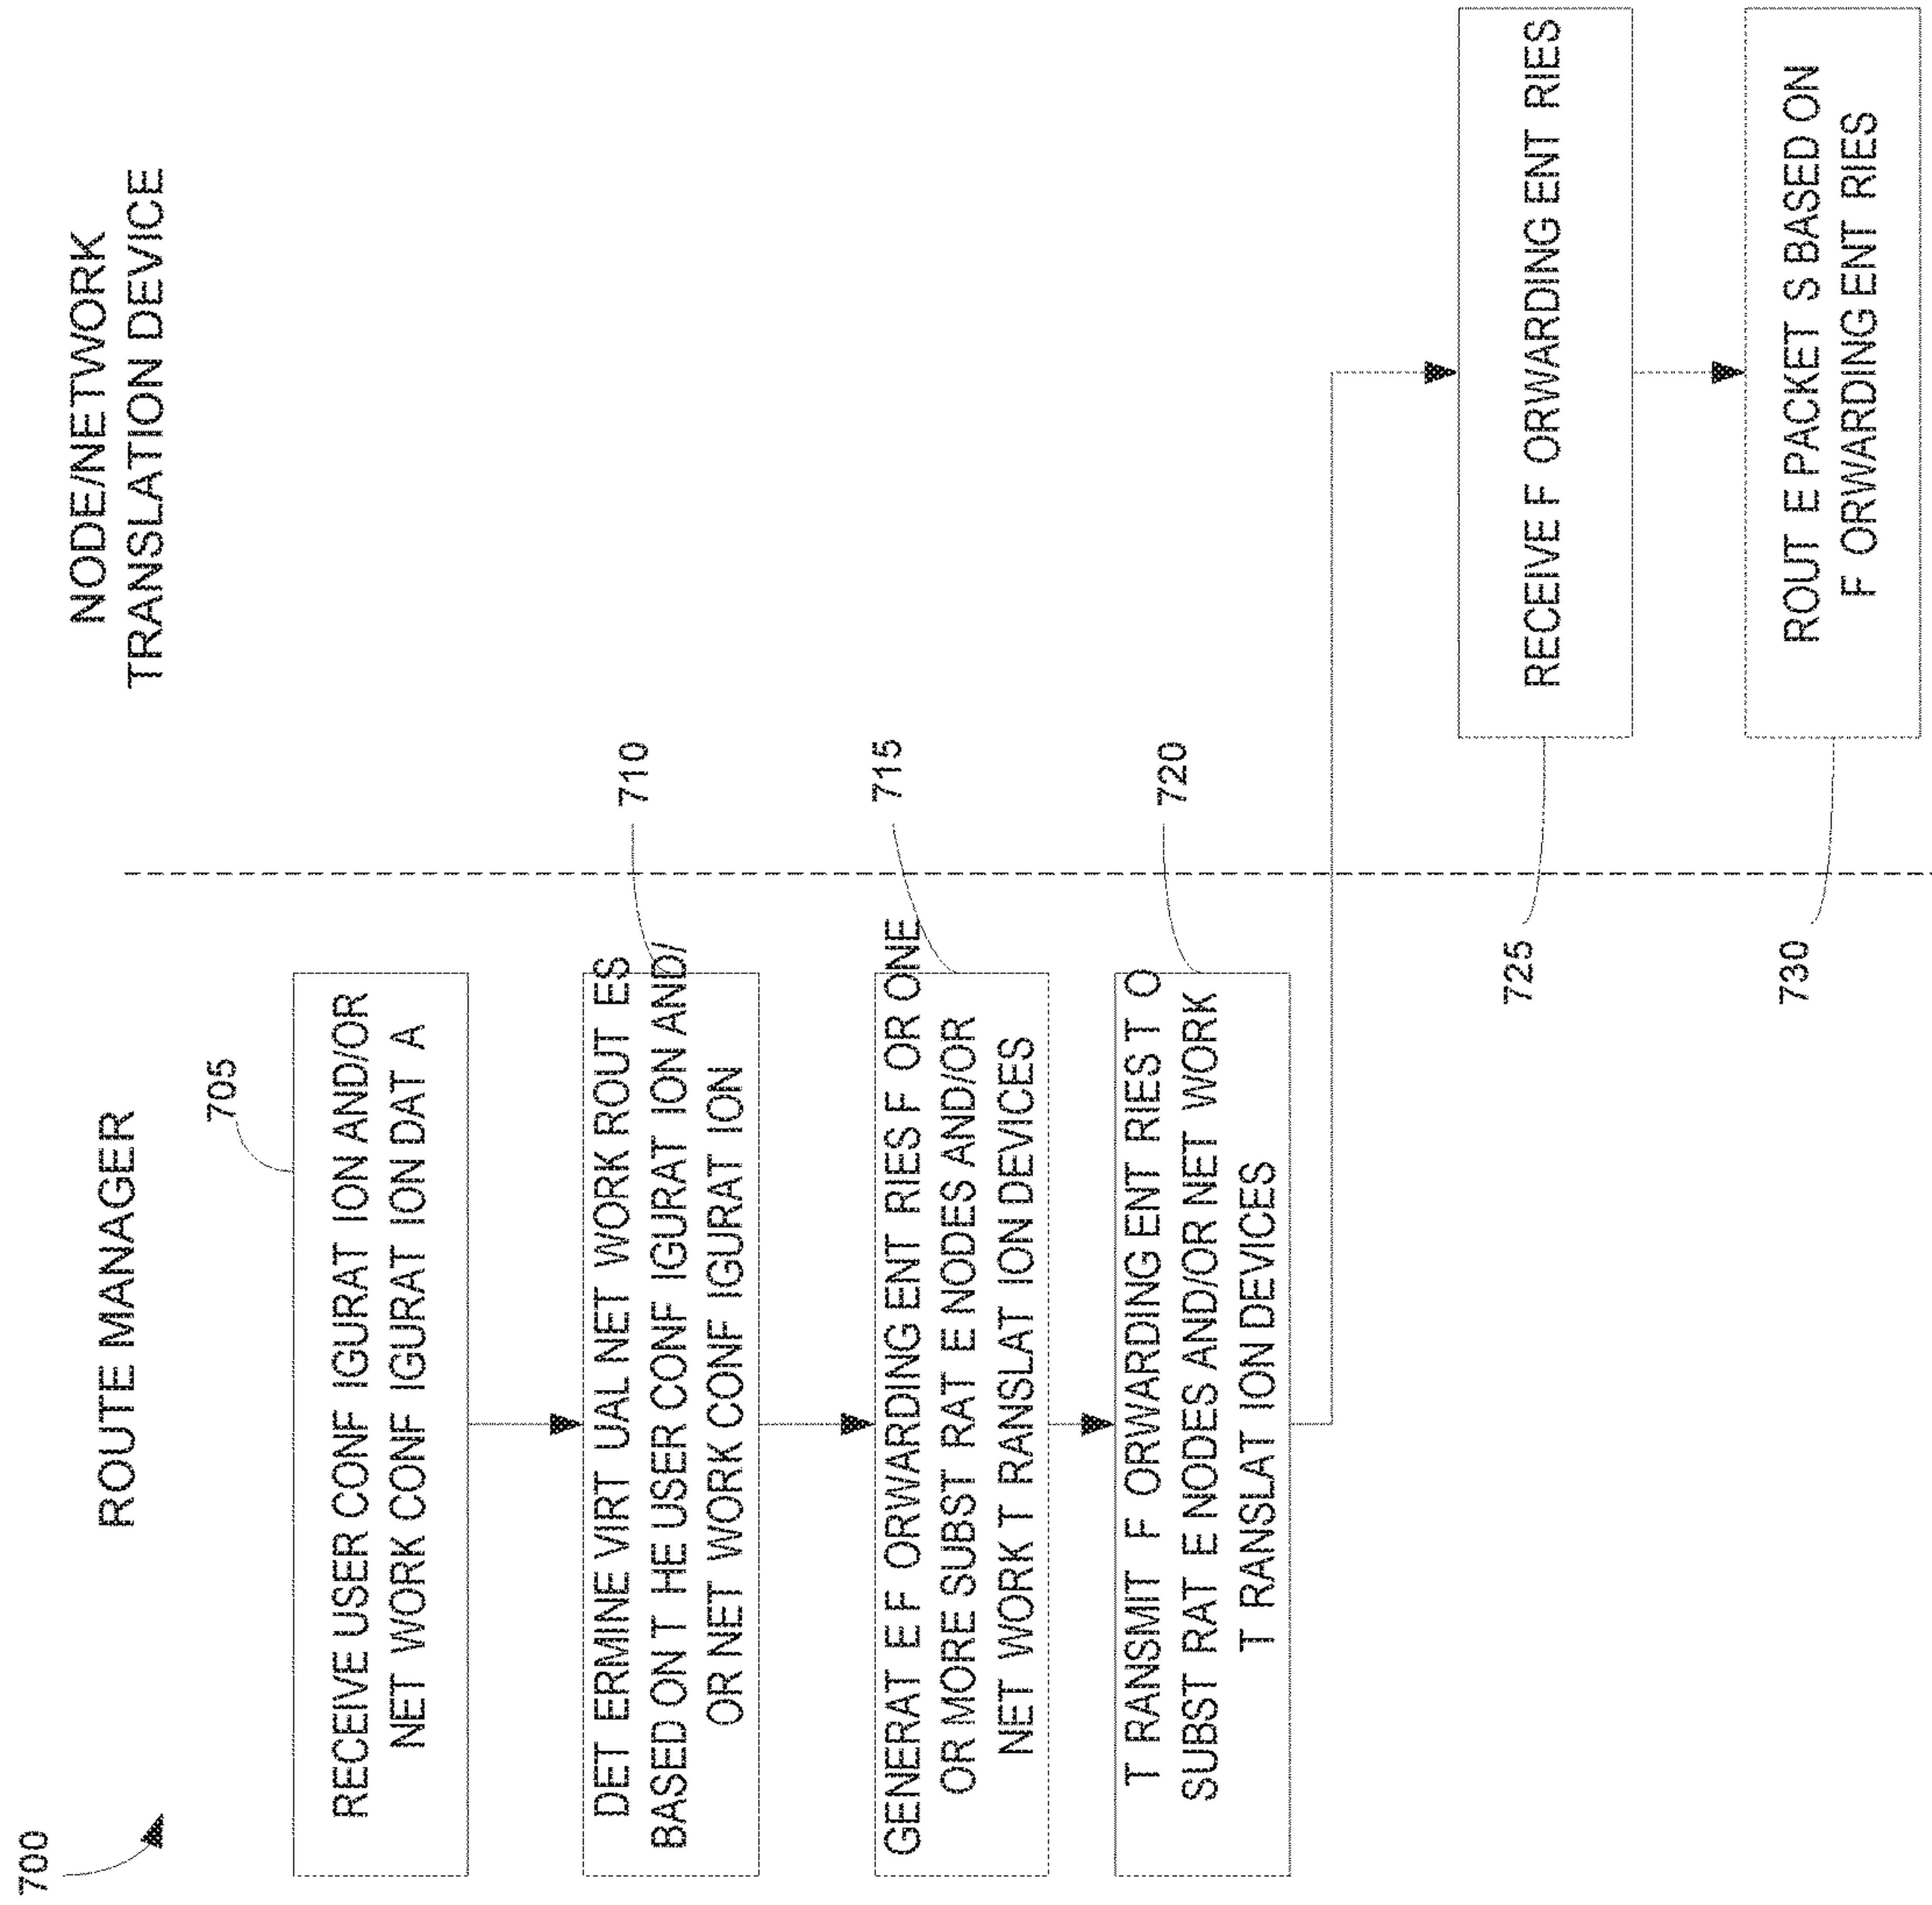 700
ROUTE MANAGER
NODE/NETWORK
TRANSLATION DEVICE
705
RECEIVE USER CONF IGURAT ION AND/OR
NET WORK CONF IGURAT ION DAT A
710
DET ERMINE VIRT UAL NET WORK ROUT ES
BASED ON T HE USER CONF IGURAT ION AND/
OR NET WORK CONF IGURAT ION
715
GENERAT E F ORWARDING ENT RIES F OR ONE
OR MORE SUBST RAT E NODES AND/OR
NET WORK T RANSLAT ION DEVICES
720
T RANSMIT F ORWARDING ENT RIES T O
SUBST RAT E NODES AND/OR NET WORK
T RANSLAT ION DEVICES
725
RECEIVE F ORWARDING ENT RIES
730
ROUT E PACKET S BASED ON
F ORWARDING ENT RIES